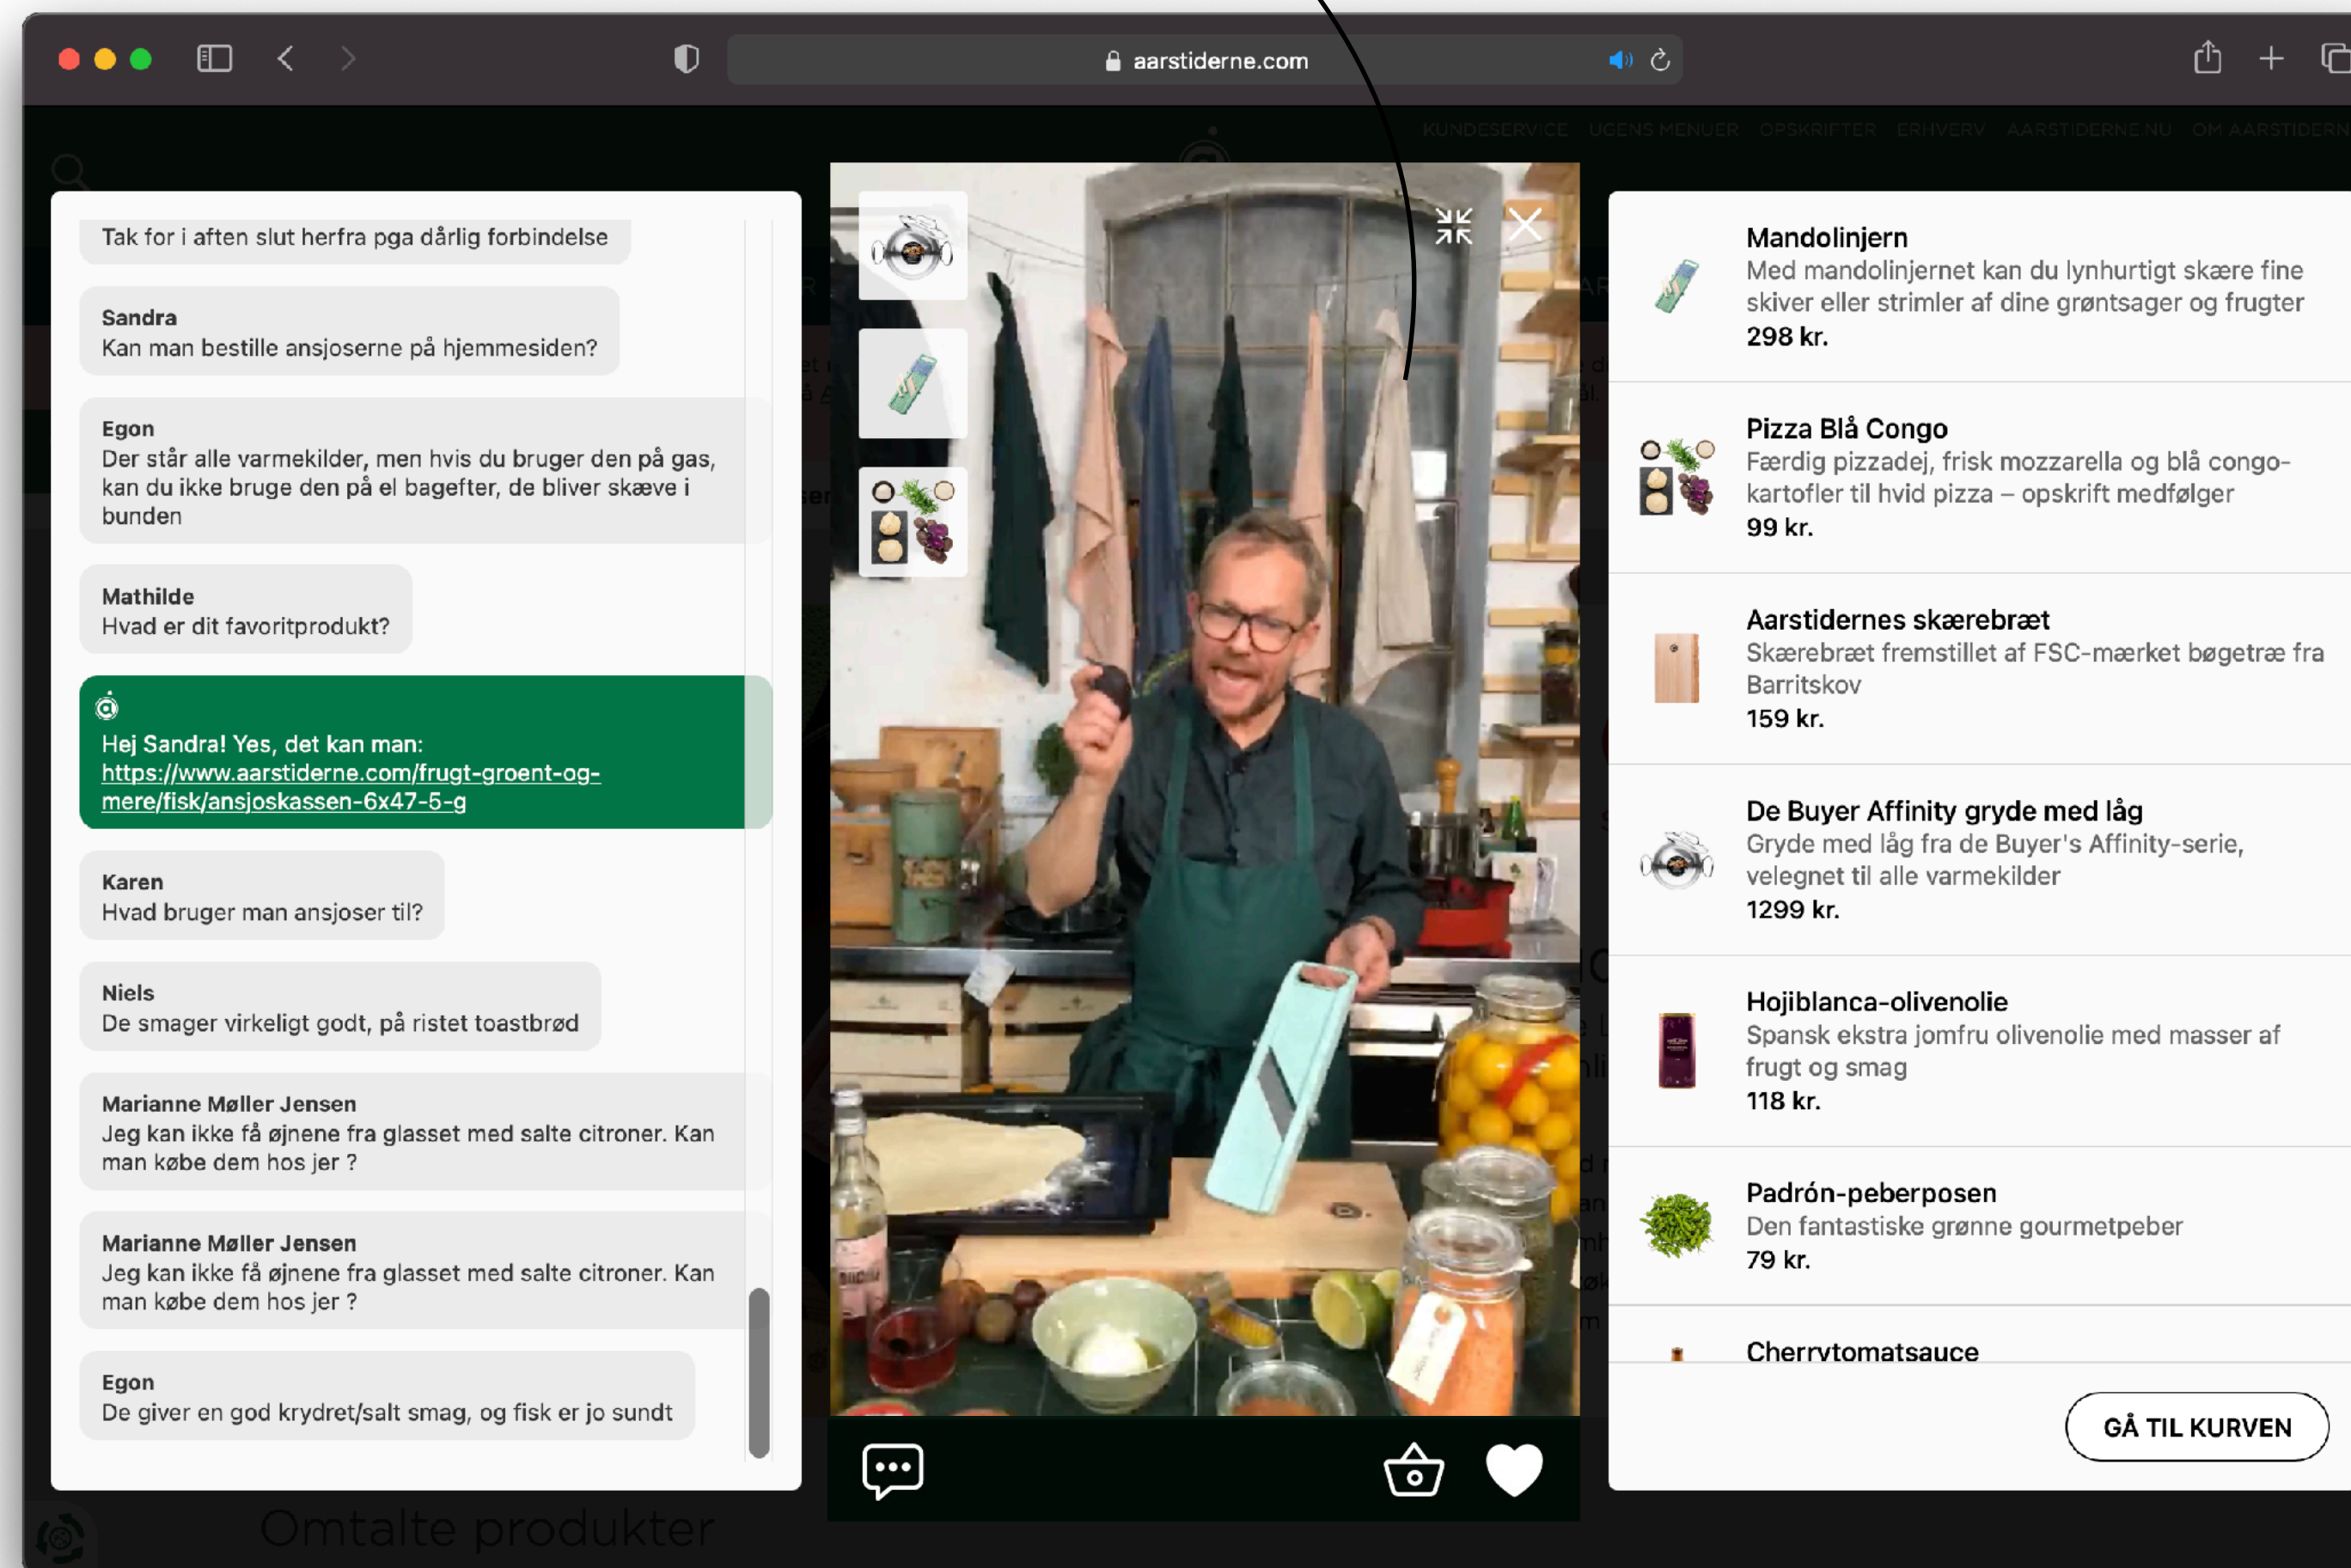 aarstiderne.com
KUNDESERVICE UGENS MENUER OPSKRIFTER ERHVERV AARSTIDERNE.NU OM AARSTIDERN
Tak for i aften slut herfra pga dårlig forbindelse
Sandra
Kan man bestille ansjoserne på hjemmesiden?
Egon
Der står alle varmekilder, men hvis du bruger den på gas,
kan du ikke bruge den på el bagefter, de bliver skæve i
bunden
Mathilde
Hvad er dit favoritprodukt?
Hej Sandra! Yes, det kan man:
https://www.aarstiderne.com/frugt-groent-og-
mere/fisk/ansjoskassen-6x47-5-g
Karen
Hvad bruger man ansjoser til?
Niels
De smager virkeligt godt, på ristet toastbrød
Marianne Møller Jensen
Jeg kan ikke få øjnene fra glasset med salte citroner. Kan
man købe dem hos jer ?
Marianne Møller Jensen
Jeg kan ikke få øjnene fra glasset med salte citroner. Kan
man købe dem hos jer ?
Egon
De giver en god krydret/salt smag, og fisk er jo sundt
Mandolinjern
Med mandolinjernet kan du lynhurtigt skære fine
skiver eller strimler af dine grøntsager og frugter
298 kr.
Pizza Blå Congo
Færdig pizzadej, frisk mozzarella og blå congo-
kartofler til hvid pizza – opskrift medfølger
99 kr.
Aarstidernes skærebræt
Skærebræt fremstillet af FSC-mærket bøgetræ fra
Barritskov
159 kr.
De Buyer Affinity gryde med låg
Gryde med låg fra de Buyer's Affinity-serie,
velegnet til alle varmekilder
1299 kr.
Hojiblanca-olivenolie
Spansk ekstra jomfru olivenolie med masser af
frugt og smag
118 kr.
Padrón-peberposen
Den fantastiske grønne gourmetpeber
79 kr.
Cherrytomatsauce
GÅ TIL KURVEN
Omtalte produkter